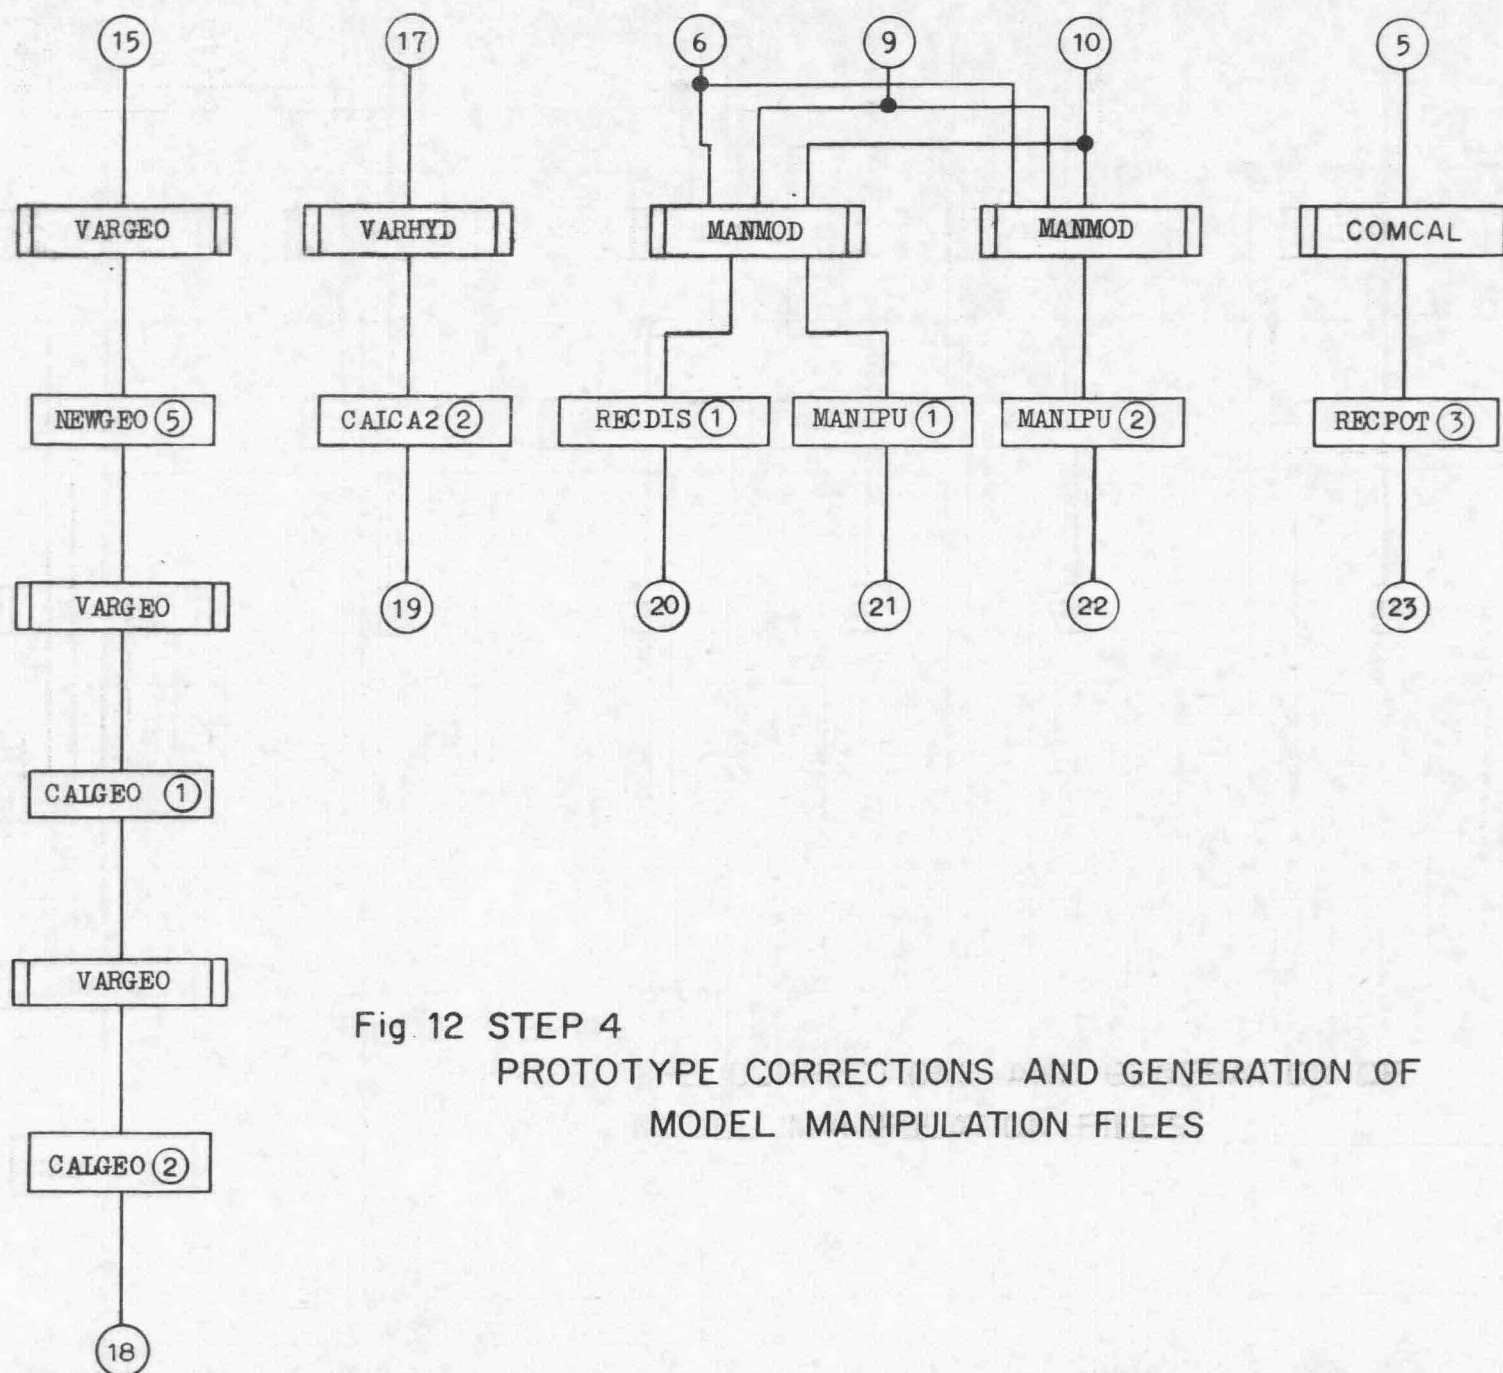 15 17 6 9 10 5
VARGEO VARHYD MANMOD MANMOD COMCAL
NEWGEO 5 CAICA2 2 RECDIS 1 MANIPU 1 MANIPU 2 RECPOT 3
VARGEO 19 20 21 22 23
CALGEO 1
VARGEO
Fig 12 STEP 4
PROTOTYPE CORRECTIONS AND GENERATION OF
MODEL MANIPULATION FILES
CALGEO 2
18